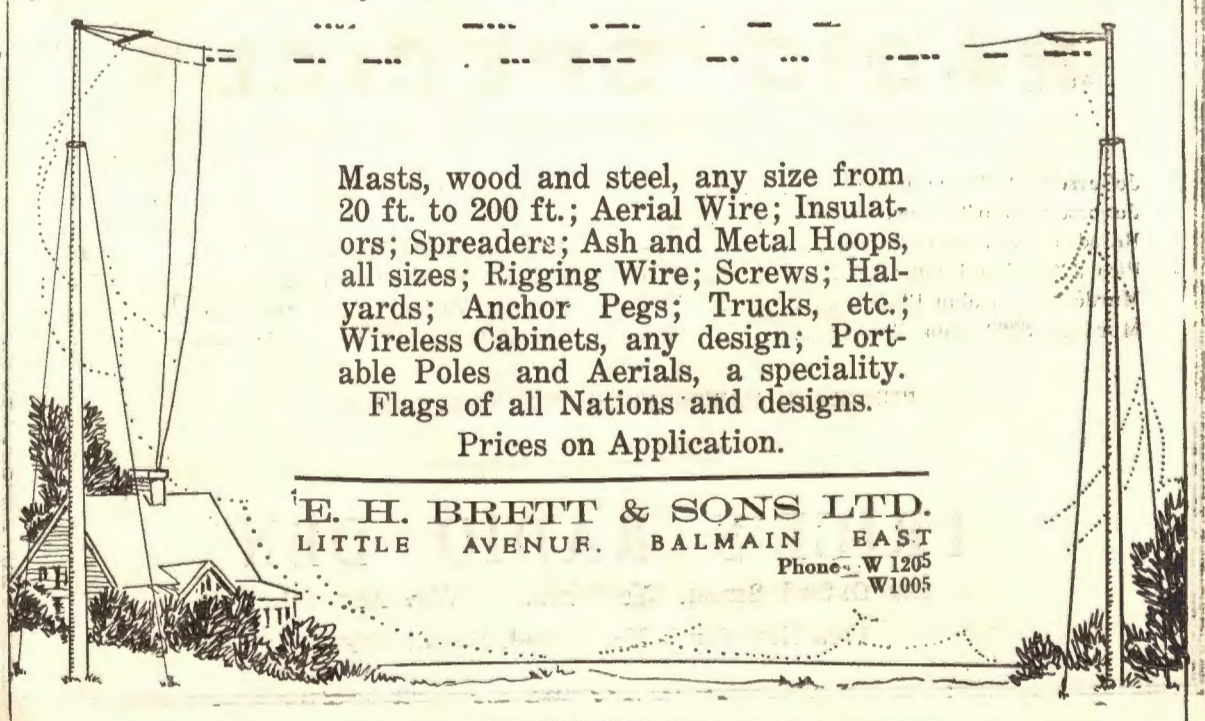 Masts, wood and steel, any size from
20 ft. to 200 ft.; Aerial Wire; Insulat-
ors; Spreaders; Ash and Metal Hoops,
all sizes; Rigging Wire; Screws; Hal-
yards; Anchor Pegs; Trucks, etc.;
Wireless Cabinets, any design; Port-
able Poles and Aerials, a speciality.
Flags of all Nations and designs.
Prices on Application.
E. H. BRETT & SONS LTD.
LITTLE AVENUE. BALMAIN EAST
Phone- W 1205
W1005